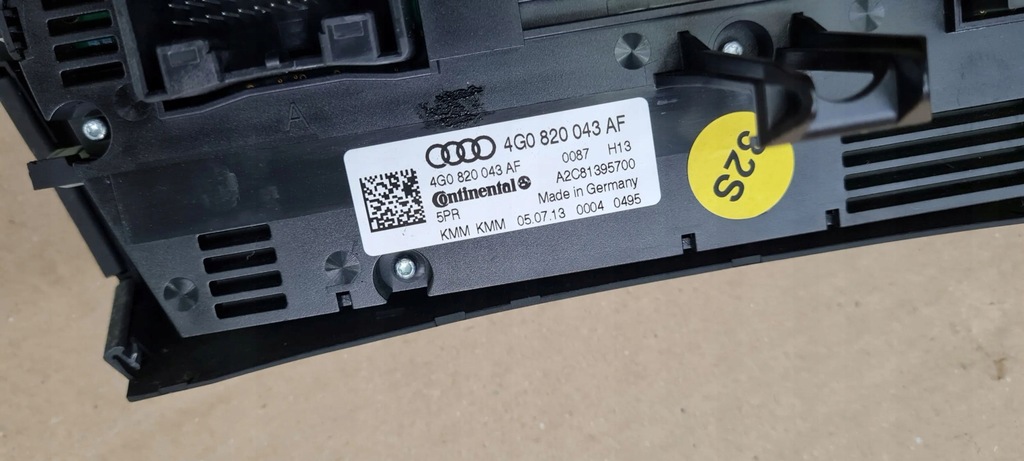 A
4G0 820 043 AF
4G0 820 043 AF 0087 H13
Continental A2C81395700
5PR Made in Germany
KMM KMM 05.07.13 0004 0495
32S